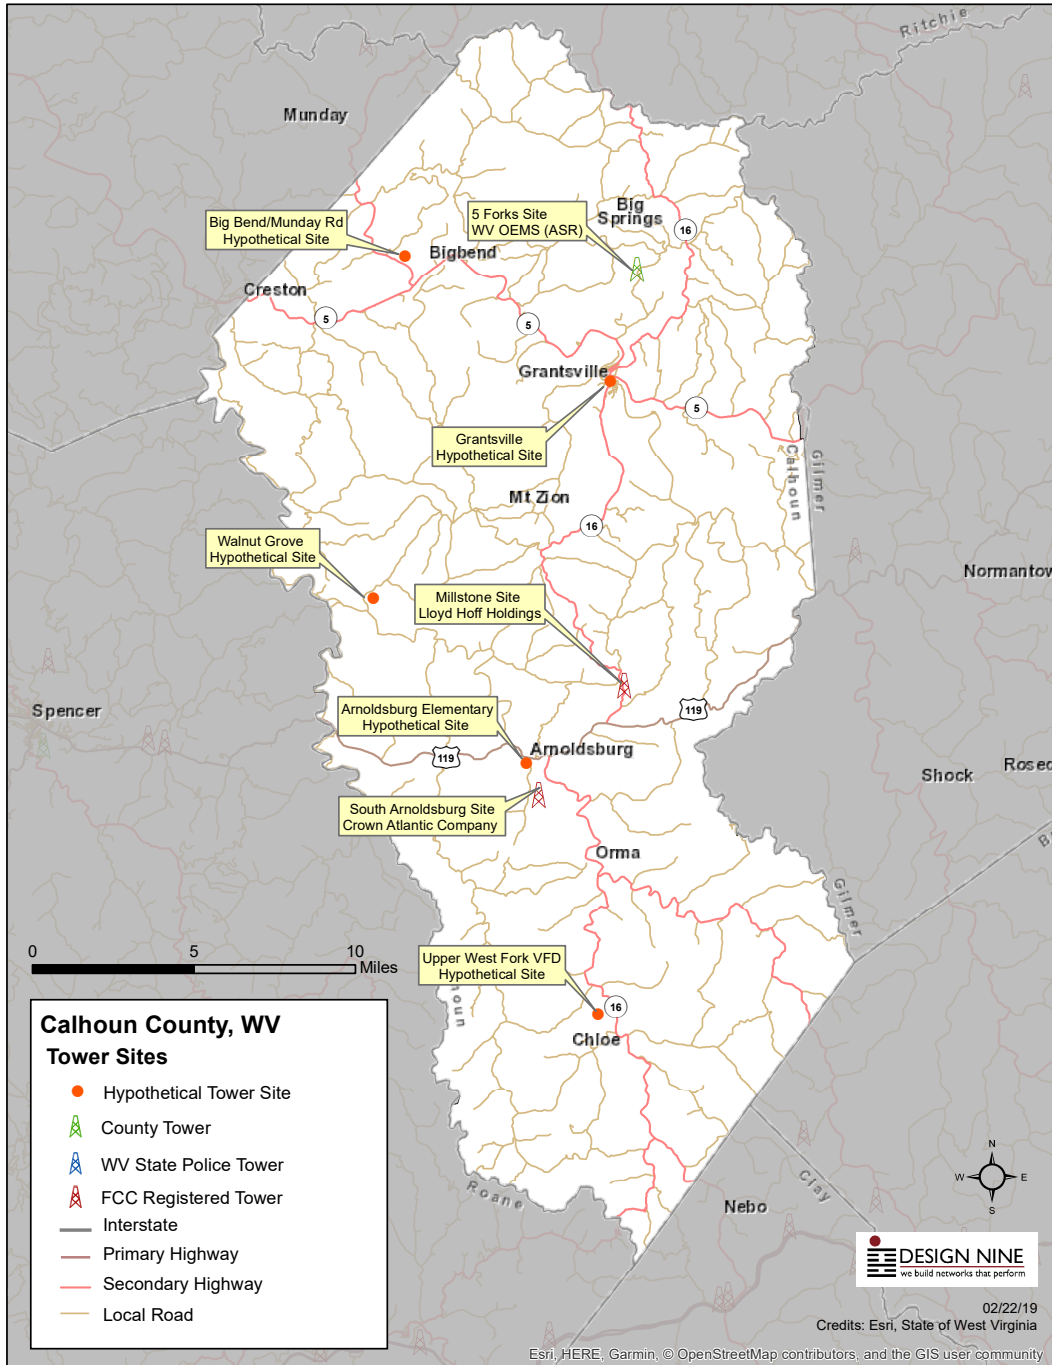 Ritchie
Munday
Big Bend/Munday Rd
Hypothetical Site
5 Forks Site
WV OEMS (ASR)
Big
Springs
16
Bigbend
Creston
5
5
Grantsville
5
Grantsville
Hypothetical Site
Calhoun
Gilmer
Mt Zion
16
Walnut Grove
Hypothetical Site
Normantow
Millstone Site
Lloyd Hoff Holdings
Spencer
Arnoldsburg Elementary
Hypothetical Site
119
Arnoldsburg
119
Shock
Rosed
South Arnoldsburg Site
Crown Atlantic Company
B
Orma
Gilmer
0 5 10
Miles
Upper West Fork VFD
Hypothetical Site
houn
16
Chloe
Calhoun County, WV
Tower Sites
Hypothetical Tower Site
County Tower
WV State Police Tower
FCC Registered Tower
Interstate
Primary Highway
Secondary Highway
Local Road
Roane
Nebo
Clay
N
W E
S
DESIGN NINE
we build networks that perform
02/22/19
Credits: Esri, State of West Virginia
Esri, HERE, Garmin, © OpenStreetMap contributors, and the GIS user community